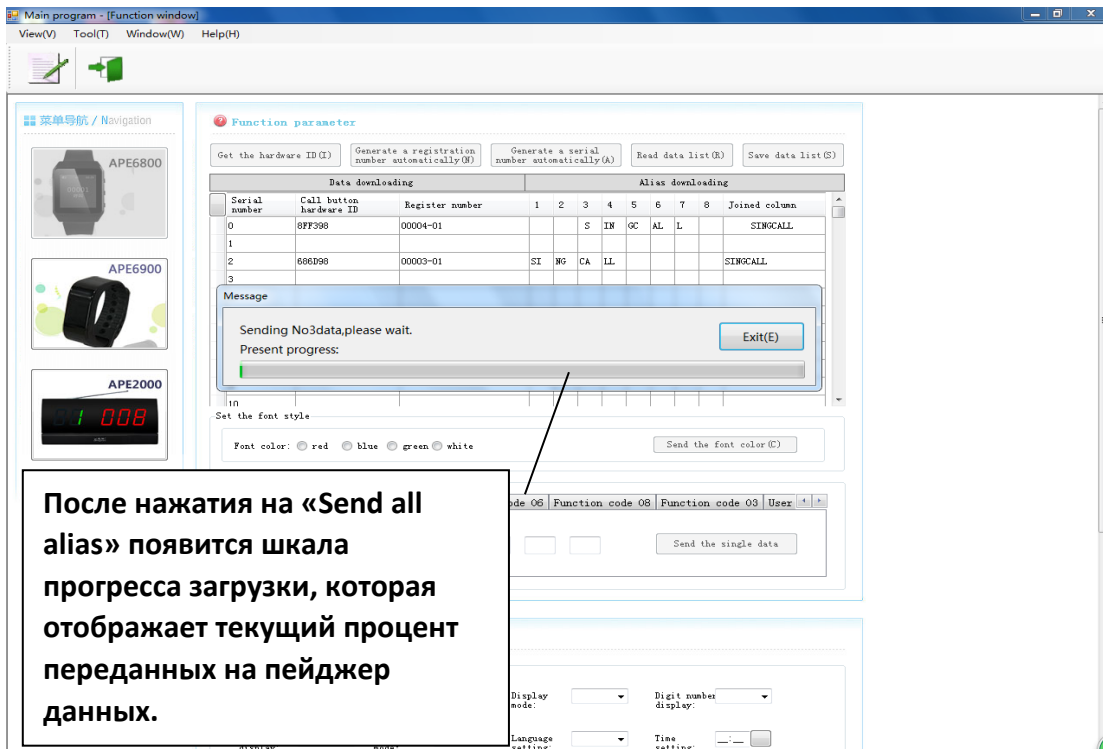 Main program - [Function window]
View(V) Tool(T) Window(W) Help(H)
菜单导航 / Navigation
APE6800
APE6900
APE2000
008
Function parameter
Get the hardware ID(I)
Generate a registration
number automatically(N)
Generate a serial
number automatically(A)
Read data list(R)
Save data list(S)
Data downloading Alias downloading
Serial
number
Call button
hardware ID
Register number 1 2 3 4 5 6 7 8 Joined column
0 8FF398 00004-01 S IN GC AL L SINGCALL
1
2 686D98 00003-01 SI NG CA LL SINGCALL
3
Message
Sending No3data,please wait.
Present progress:
Exit(E)
10
Set the font style
Font color: red blue green white
Send the font color(C)
ode 06 Function code 08 Function code 03 User
Send the single data
После нажатия на «Send all
alias» появится шкала
прогресса загрузки, которая
отображает текущий процент
переданных на пейджер
данных.
Display
mode:
Digit number
display:
Language
setting:
Time
setting:
__:__
display
mode: